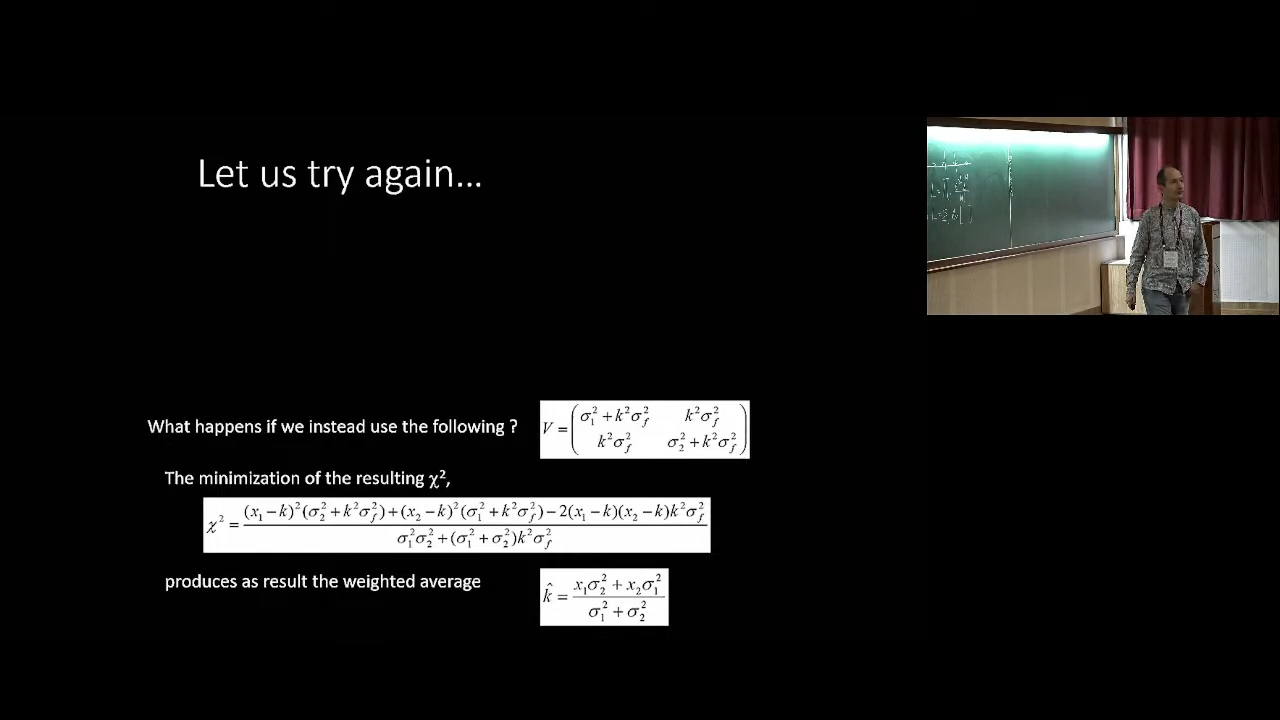 Let us try again...
What happens if we instead use the following ?
V = ( σ₁² + k²σ_f²   k²σ_f²
k²σ_f²   σ₂² + k²σ_f² )
The minimization of the resulting χ²,
χ² = ((x₁−k)²(σ₂² + k²σ_f²) + (x₂−k)²(σ₁² + k²σ_f²) − 2(x₁−k)(x₂−k)k²σ_f²) / (σ₁²σ₂² + (σ₁² + σ₂²)k²σ_f²)
produces as result the weighted average
k̂ = (x₁σ₂² + x₂σ₁²) / (σ₁² + σ₂²)